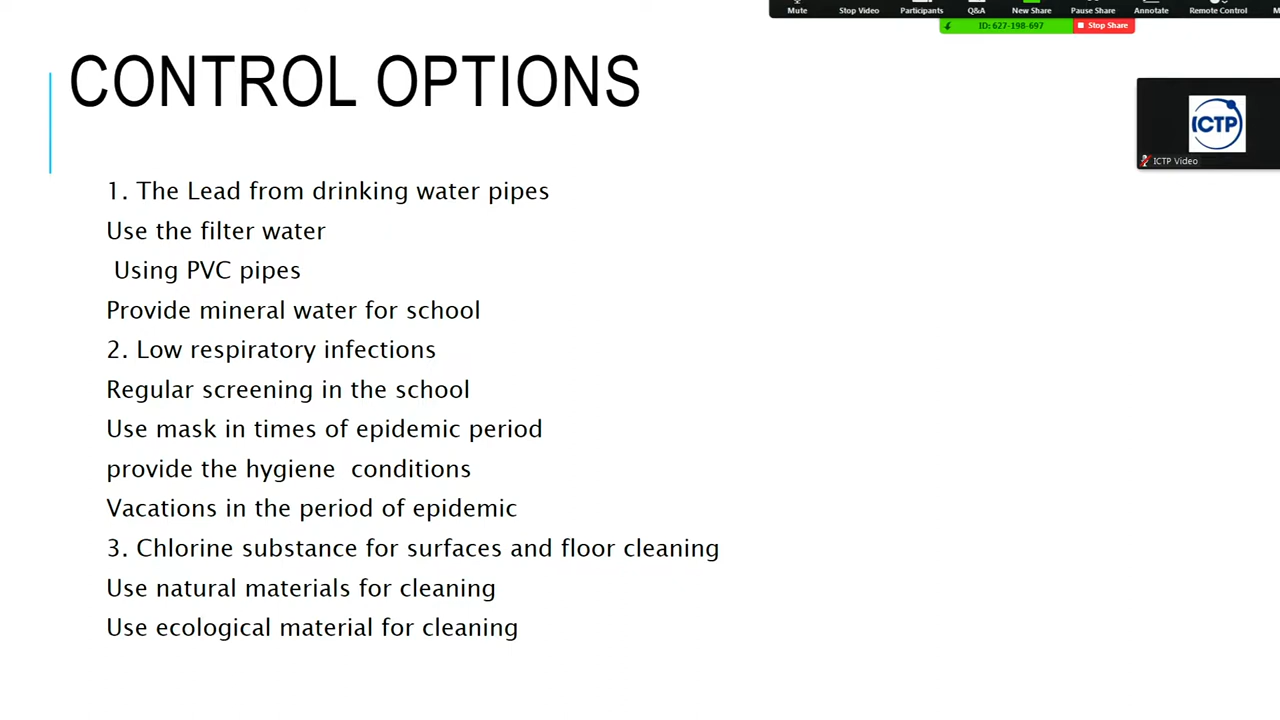 Mute Stop Video Participants Q&A New Share Pause Share Annotate Remote Control
ID: 627-198-697 Stop Share
CONTROL OPTIONS
ICTP
ICTP Video
1. The Lead from drinking water pipes
Use the filter water
Using PVC pipes
Provide mineral water for school
2. Low respiratory infections
Regular screening in the school
Use mask in times of epidemic period
provide the hygiene  conditions
Vacations in the period of epidemic
3. Chlorine substance for surfaces and floor cleaning
Use natural materials for cleaning
Use ecological material for cleaning